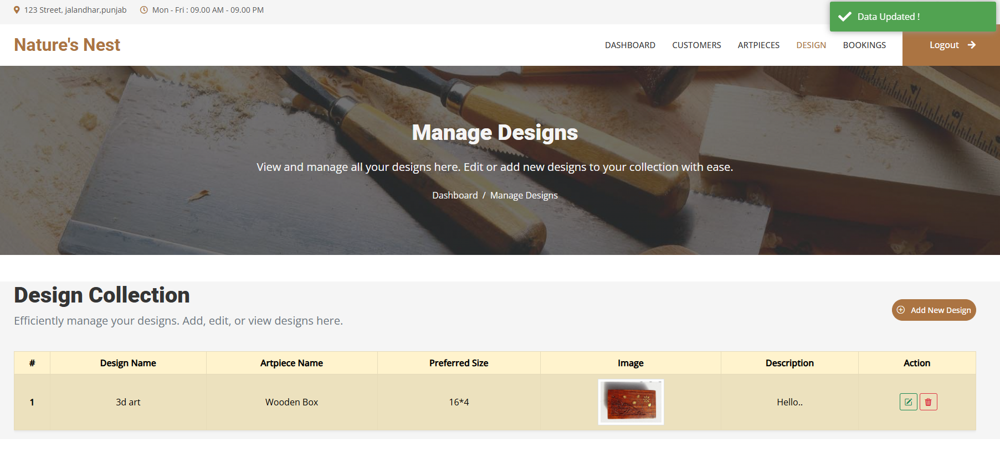 123 Street, jalandhar,punjab
Mon - Fri : 09.00 AM - 09.00 PM
Data Updated !
Nature's Nest
DASHBOARD
CUSTOMERS
ARTPIECES
DESIGN
BOOKINGS
Logout
Manage Designs
View and manage all your designs here. Edit or add new designs to your collection with ease.
Dashboard / Manage Designs
Design Collection
Efficiently manage your designs. Add, edit, or view designs here.
Add New Design
# Design Name Artpiece Name Preferred Size Image Description Action
1 3d art Wooden Box 16*4 Hello..